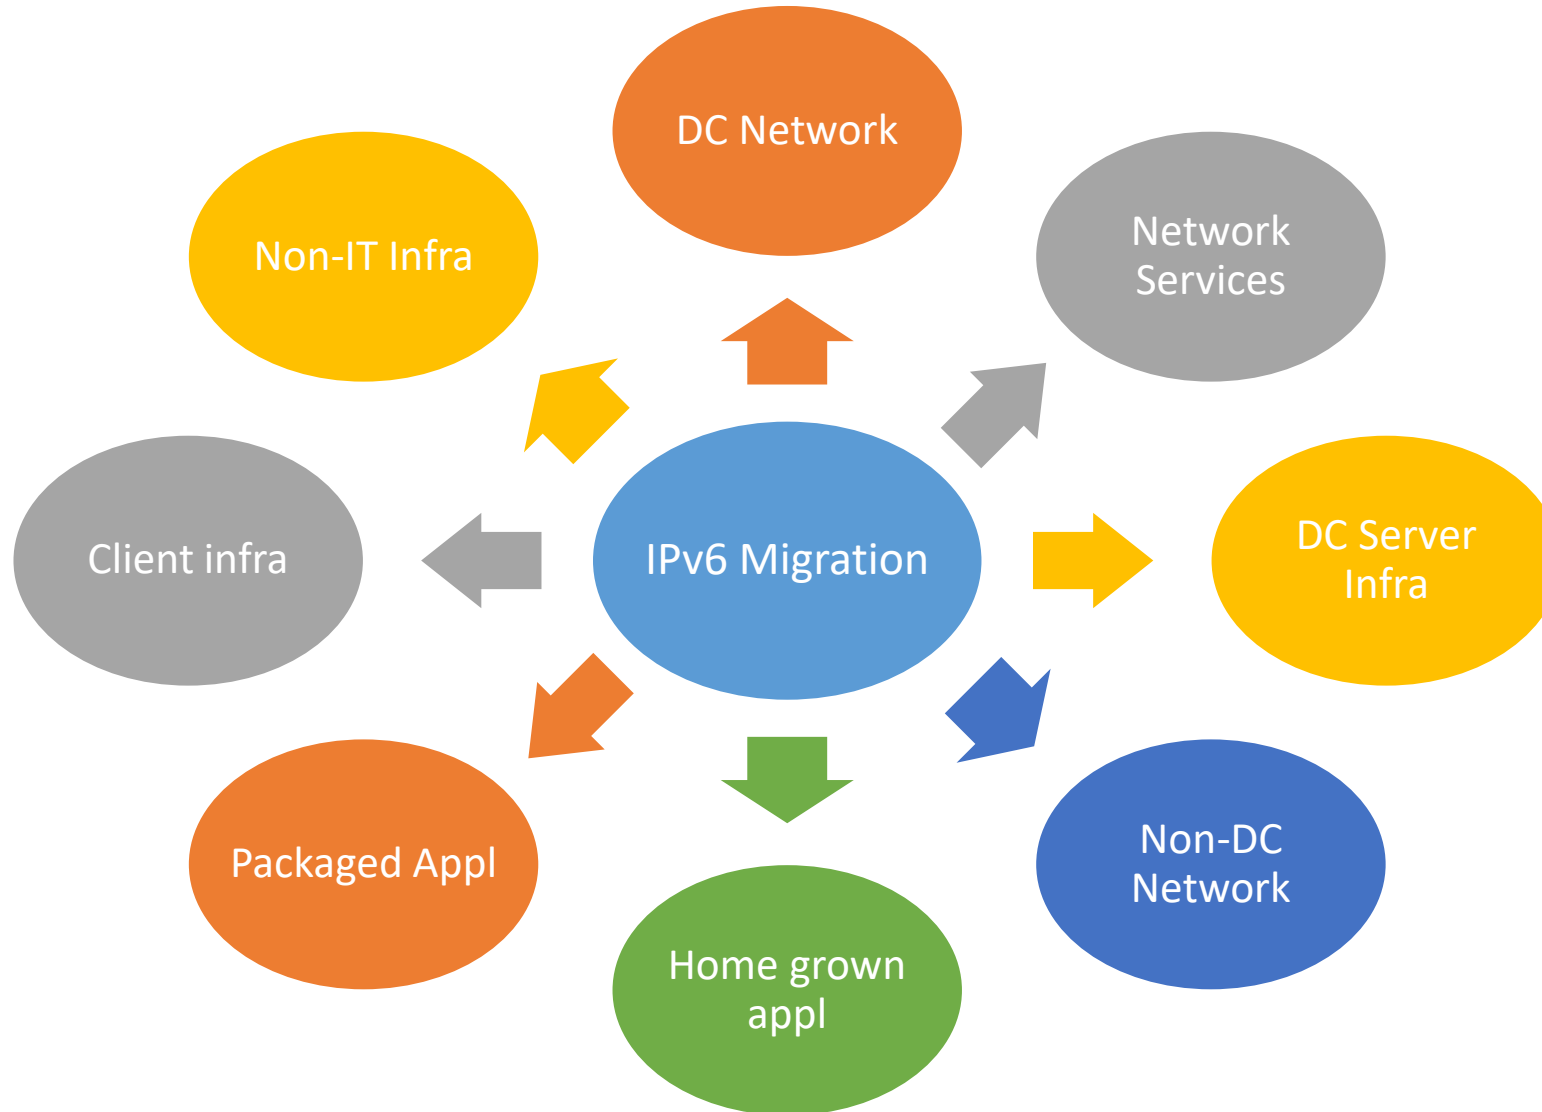 DC Network
Network
Services
DC Server
Infra
Non-DC
Network
Home grown
appl
Packaged Appl
Client infra
Non-IT Infra
IPv6 Migration